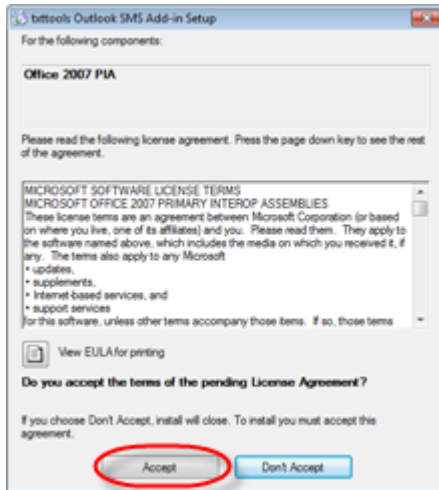 txttools Outlook SMS Add-in Setup
For the following components:
Office 2007 PIA
Please read the following license agreement. Press the page down key to see the rest
of the agreement.
MICROSOFT SOFTWARE LICENSE TERMS
MICROSOFT OFFICE 2007 PRIMARY INTEROP ASSEMBLIES
These license terms are an agreement between Microsoft Corporation (or based
on where you live, one of its affiliates) and you. Please read them. They apply to
the software named above, which includes the media on which you received it, if
any. The terms also apply to any Microsoft
• updates,
• supplements,
• Internet-based services, and
• support services
for this software, unless other terms accompany those items. If so, those terms
View EULA for printing
Do you accept the terms of the pending License Agreement?
If you choose Don't Accept, install will close. To install you must accept this
agreement.
Accept
Don't Accept